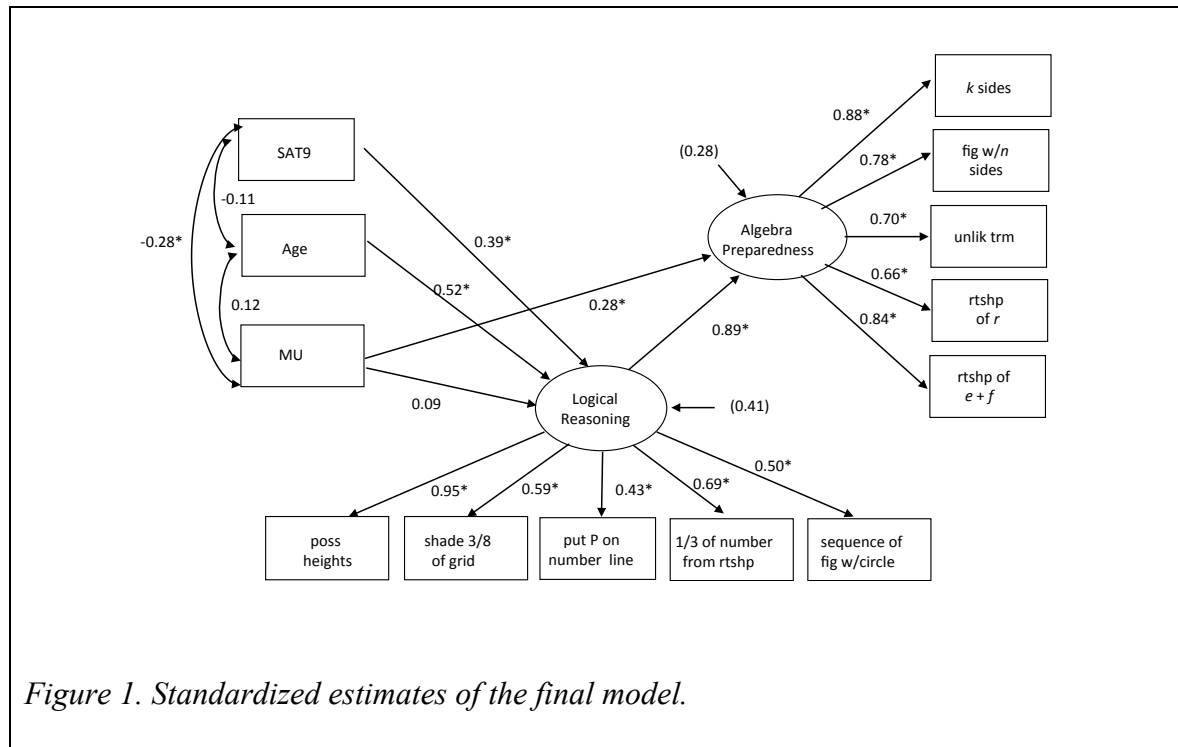 k sides
0.88*
fig w/n
sides
(0.28)
0.78*
SAT9
-0.11
Algebra
Preparedness
0.70*
unlik trm
-0.28*
Age
0.39*
0.66*
rtshp
of r
0.52*
0.28*
0.84*
0.12
0.89*
MU
rtshp of
e + f
0.09
Logical
Reasoning
(0.41)
0.95*
0.59*
0.43*
0.69*
0.50*
poss
heights
shade 3/8
of grid
put P on
number line
1/3 of number
from rtshp
sequence of
fig w/circle
Figure 1. Standardized estimates of the final model.